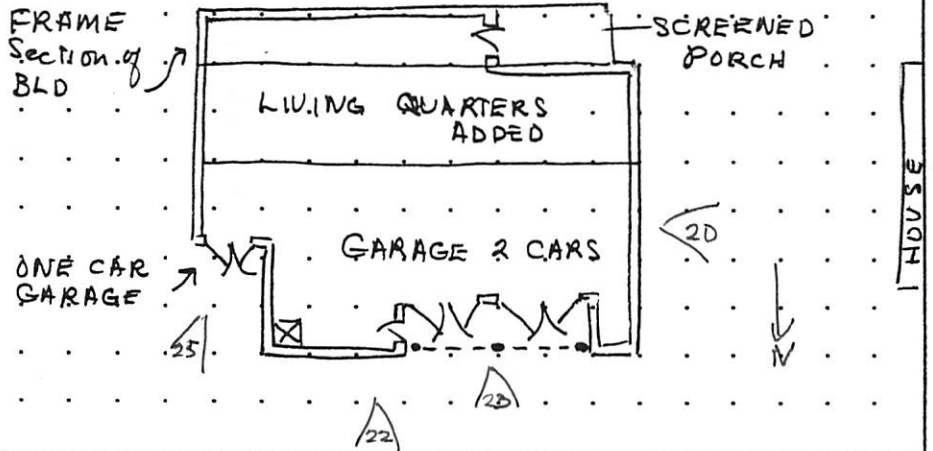 FRAME
Section of
BLD
SCREENED
PORCH
LIVING QUARTERS
ADDED
HOUSE
20
GARAGE 2 CARS
ONE CAR
GARAGE
25
N
23
22